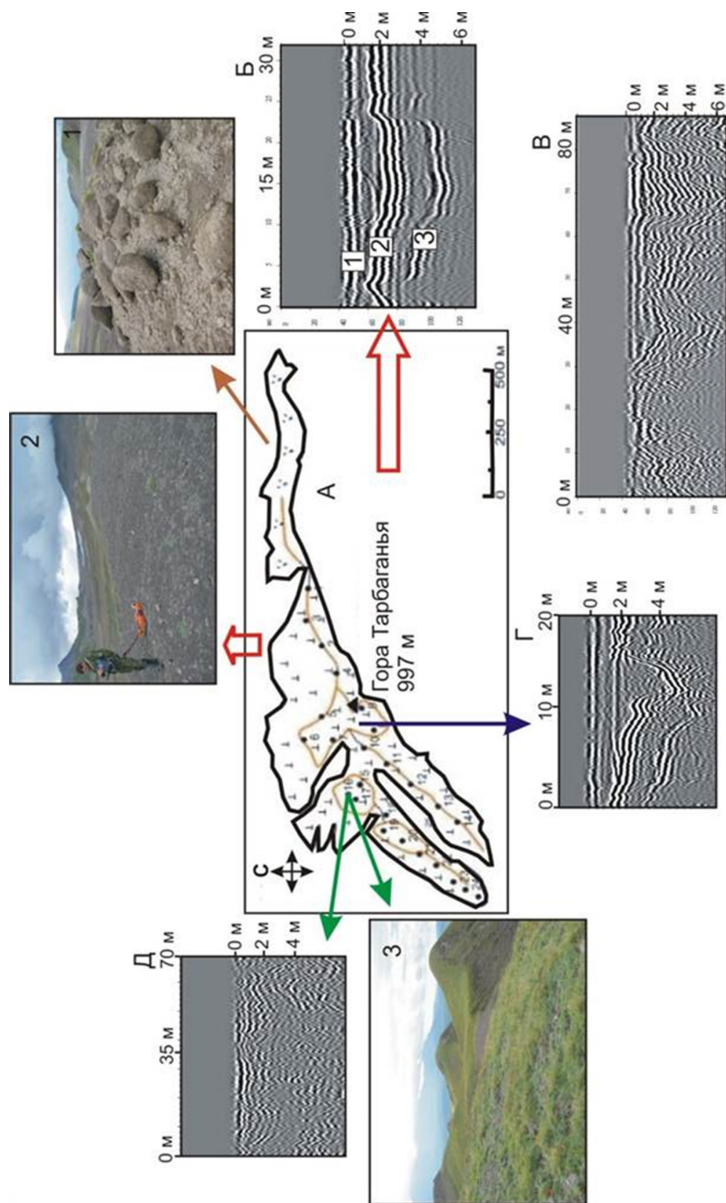 2
1
Д
0 м 35 м 70 м
0 м
2 м
4 м
3
С
А
Гора Тарбаганья
997 м
0 250 500 м
Б
0 м 15 м 30 м
1
2
3
0 м
2 м
4 м
6 м
Г
0 м 10 м 20 м
0 м
2 м
4 м
В
0 м 40 м 80 м
0 м
2 м
4 м
6 м